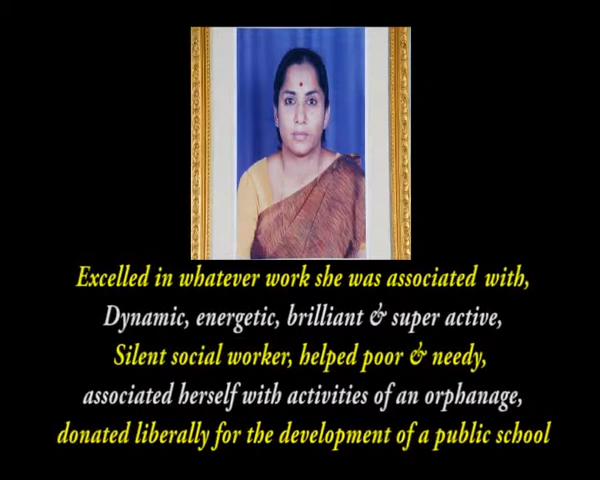 Excelled in whatever work she was associated with,
Dynamic, energetic, brilliant & super active,
Silent social worker, helped poor & needy,
associated herself with activities of an orphanage,
donated liberally for the development of a public school